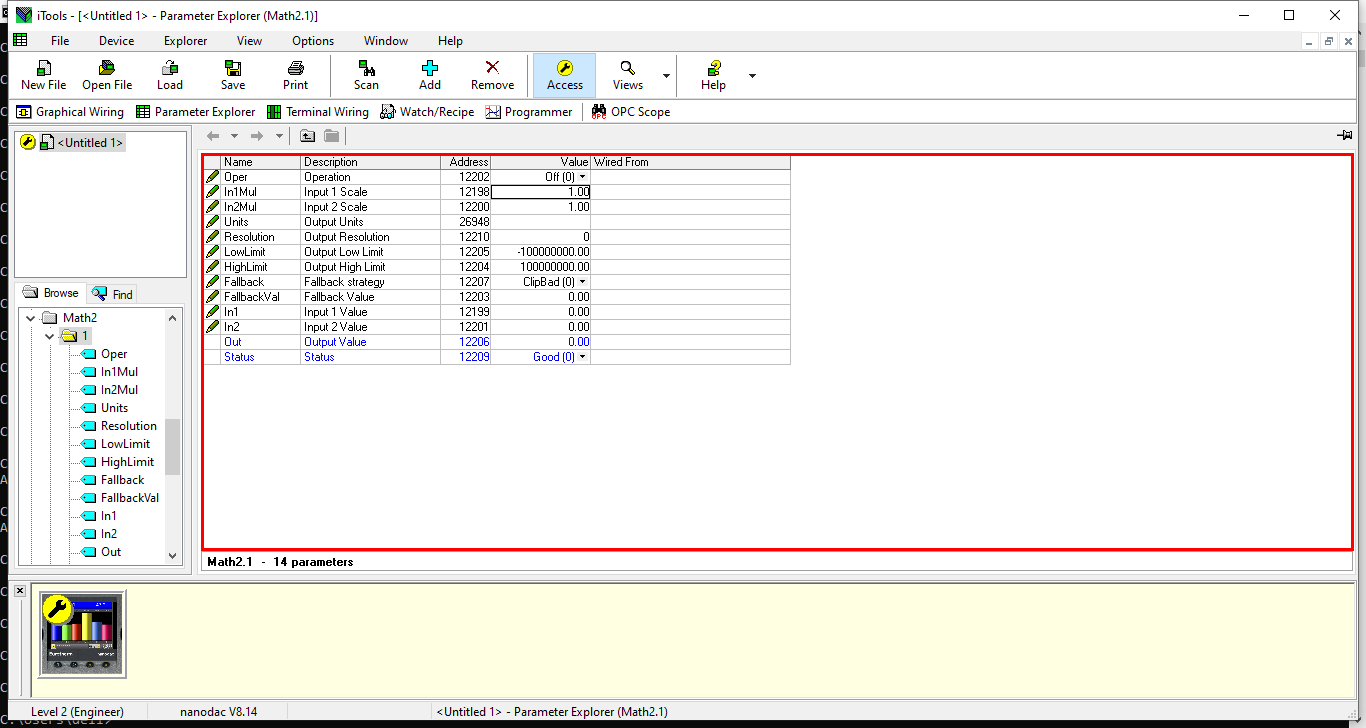 iTools - [<Untitled 1> - Parameter Explorer (Math2.1)]
File Device Explorer View Options Window Help
New File Open File Load Save Print Scan Add Remove Access Views Help
Graphical Wiring Parameter Explorer Terminal Wiring Watch/Recipe Programmer OPC Scope
<Untitled 1>
Browse Find
Math2
1
Oper
In1Mul
In2Mul
Units
Resolution
LowLimit
HighLimit
Fallback
FallbackVal
In1
In2
Out
Name Description Address Value Wired From
Oper Operation 12202 Off (0)
In1Mul Input 1 Scale 12198 1.00
In2Mul Input 2 Scale 12200 1.00
Units Output Units 26948
Resolution Output Resolution 12210 0
LowLimit Output Low Limit 12205 -100000000.00
HighLimit Output High Limit 12204 100000000.00
Fallback Fallback strategy 12207 ClipBad (0)
FallbackVal Fallback Value 12203 0.00
In1 Input 1 Value 12199 0.00
In2 Input 2 Value 12201 0.00
Out Output Value 12206 0.00
Status Status 12209 Good (0)
Math2.1 - 14 parameters
Level 2 (Engineer) nanodac V8.14 <Untitled 1> - Parameter Explorer (Math2.1)